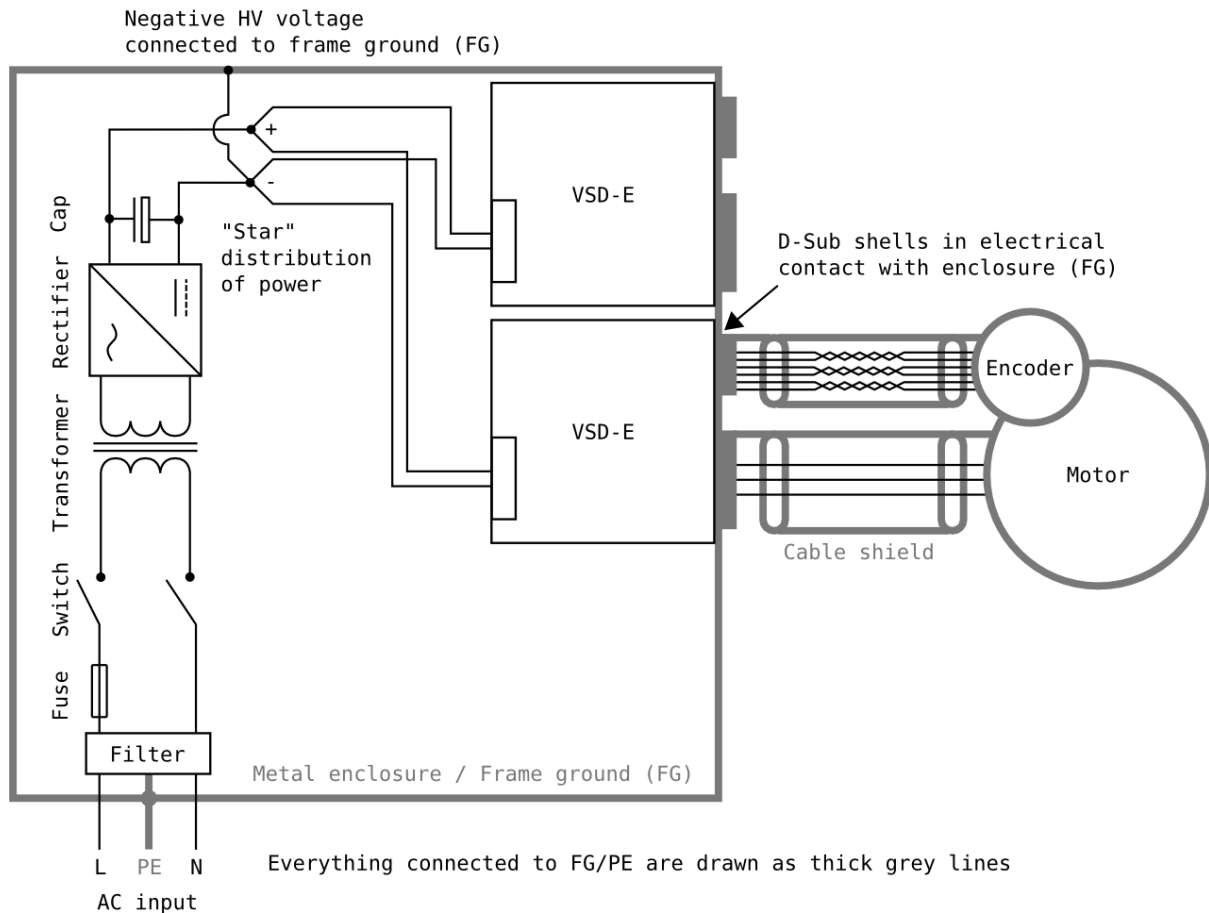 Negative HV voltage
connected to frame ground (FG)
+
-
"Star"
distribution
of power
Cap
Rectifier
Transformer
Switch
Fuse
Filter
VSD-E
VSD-E
D-Sub shells in electrical
contact with enclosure (FG)
Encoder
Motor
Cable shield
Metal enclosure / Frame ground (FG)
L
PE
N
AC input
Everything connected to FG/PE are drawn as thick grey lines